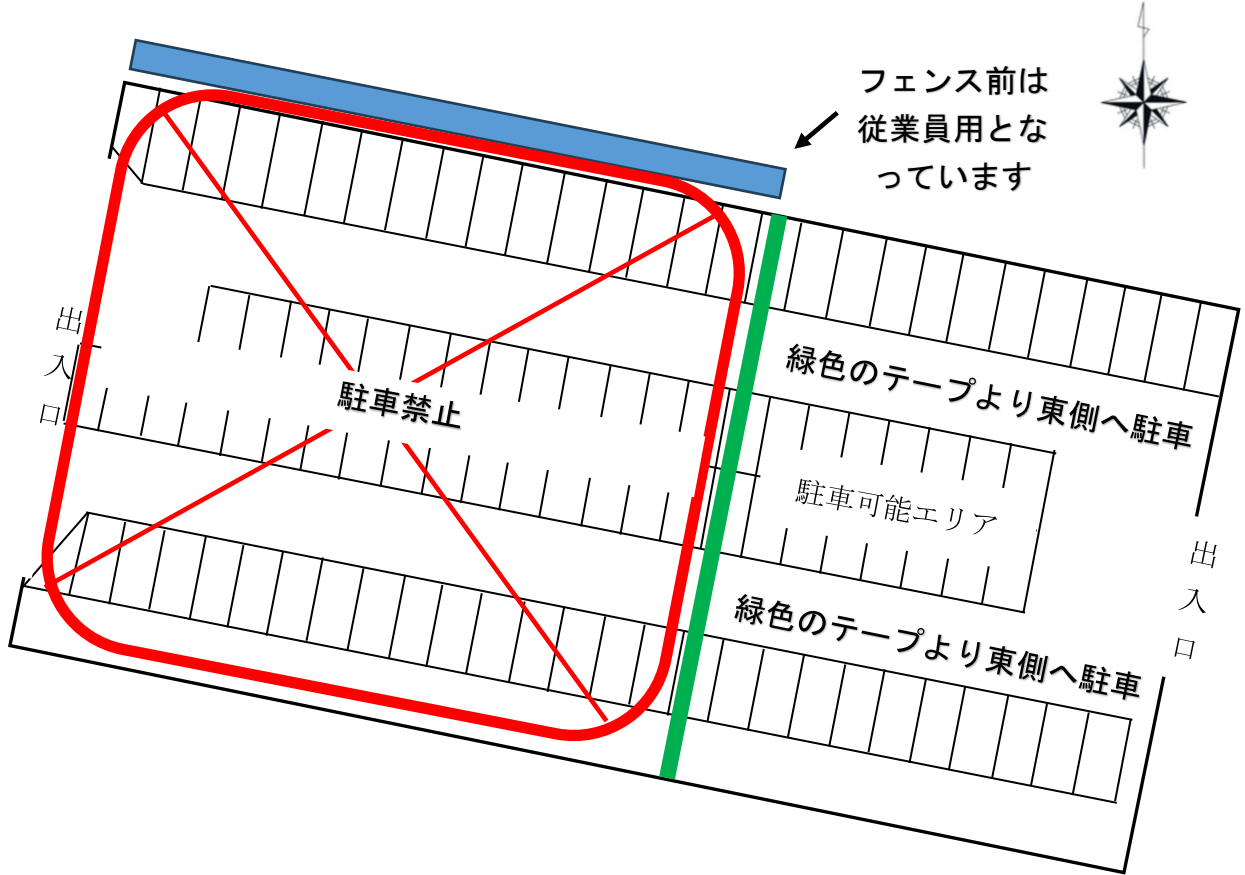 フェンス前は
従業員用とな
っています
出入口
緑色のテープより東側へ駐車
駐車禁止
駐車可能エリア
出入口
緑色のテープより東側へ駐車